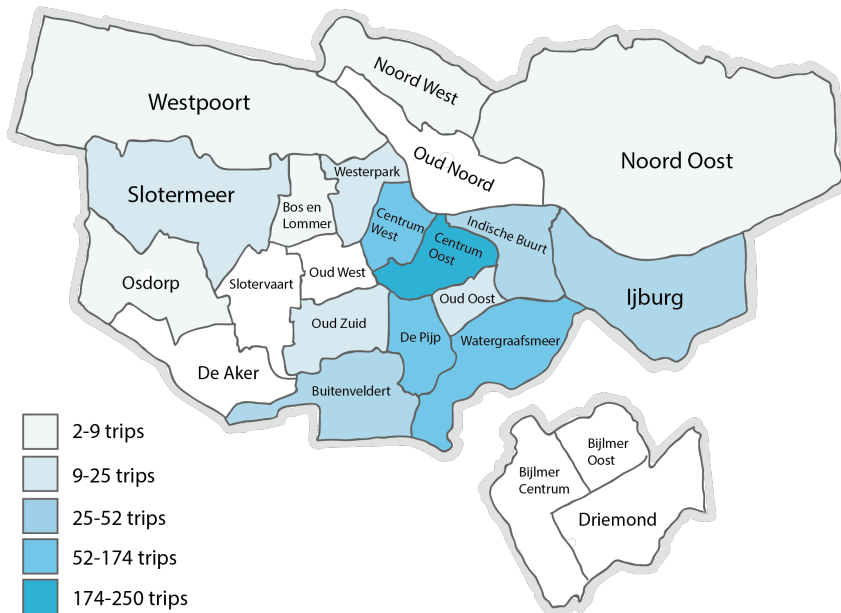 Noord West
Westpoort
Oud Noord
Noord Oost
Westerpark
Slotermeer
Bos en
Lommer
Centrum
West
Indische Buurt
Centrum
Oost
Osdorp
Slotervaart
Oud West
Oud Oost
Ijburg
Oud Zuid
De Pijp
Watergraafsmeer
De Aker
Buitenveldert
2-9 trips
9-25 trips
25-52 trips
52-174 trips
174-250 trips
Bijlmer
Oost
Bijlmer
Centrum
Driemond